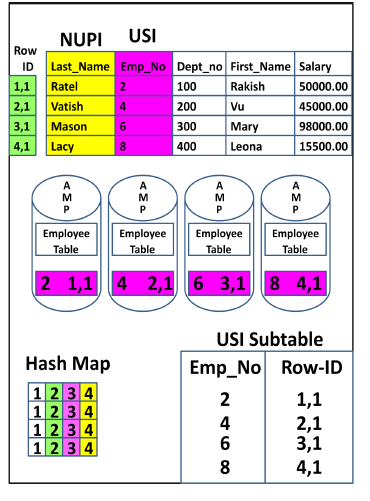 NUPI USI
Row
ID Last_Name Emp_No Dept_no First_Name Salary
1,1 Ratel 2 100 Rakish 50000.00
2,1 Vatish 4 200 Vu 45000.00
3,1 Mason 6 300 Mary 98000.00
4,1 Lacy 8 400 Leona 15500.00
A A A A
M M M M
P P P P
Employee Employee Employee Employee
Table Table Table Table
2 1,1 4 2,1 6 3,1 8 4,1
Hash Map
1 2 3 4
1 2 3 4
1 2 3 4
1 2 3 4
USI Subtable
Emp_No Row-ID
2 1,1
4 2,1
6 3,1
8 4,1